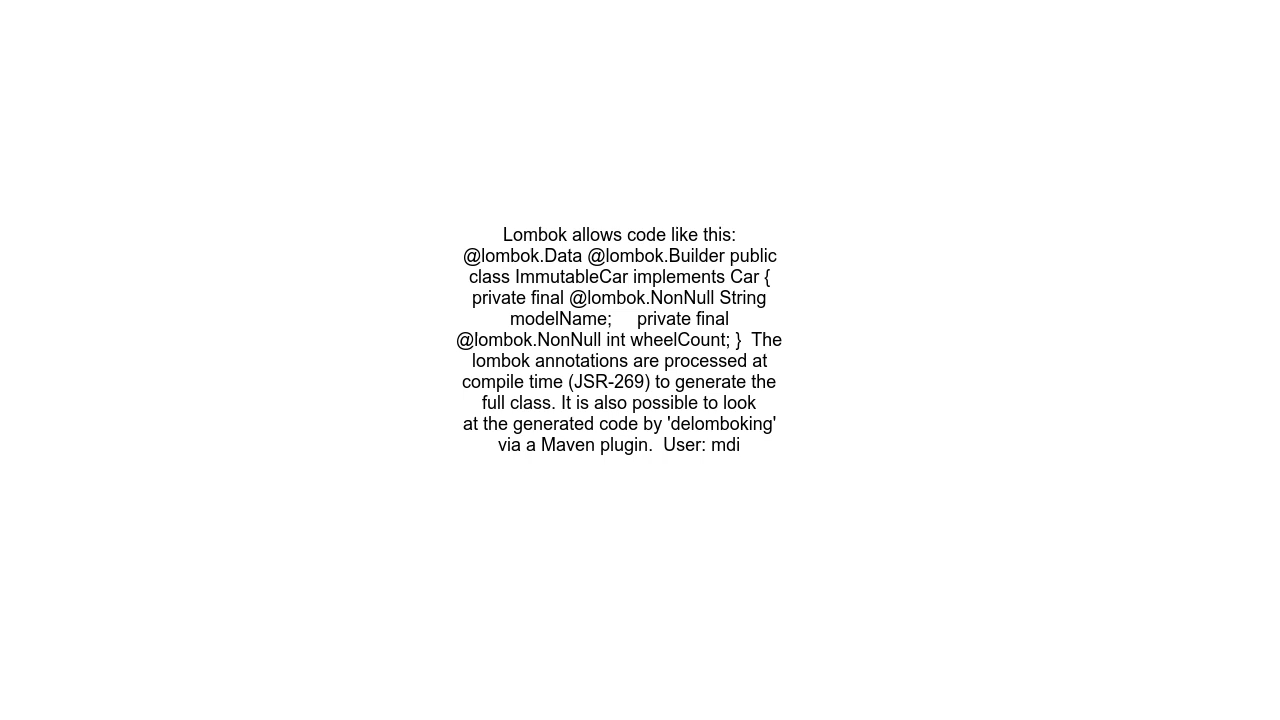 Lombok allows code like this:
@lombok.Data @lombok.Builder public
class ImmutableCar implements Car {
private final @lombok.NonNull String
modelName;     private final
@lombok.NonNull int wheelCount; }  The
lombok annotations are processed at
compile time (JSR-269) to generate the
full class. It is also possible to look
at the generated code by 'delomboking'
via a Maven plugin.  User: mdi